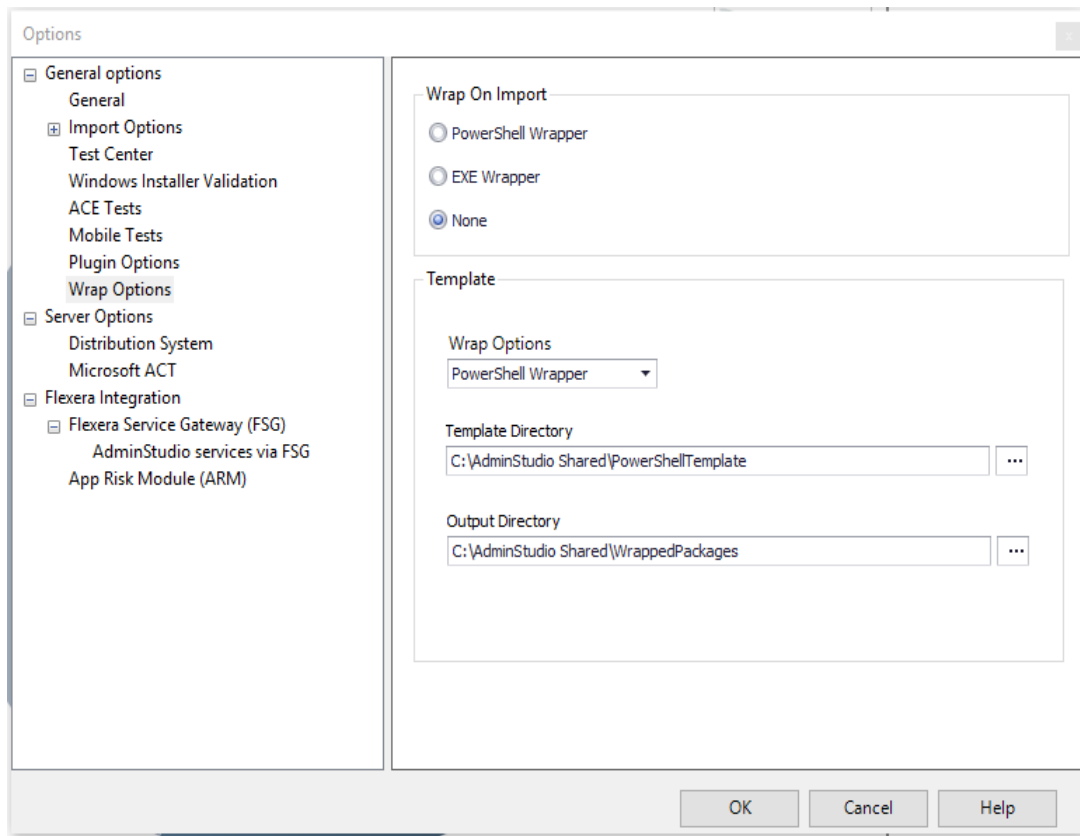 Options
x
General options
General
Import Options
Test Center
Windows Installer Validation
ACE Tests
Mobile Tests
Plugin Options
Wrap Options
Server Options
Distribution System
Microsoft ACT
Flexera Integration
Flexera Service Gateway (FSG)
AdminStudio services via FSG
App Risk Module (ARM)
Wrap On Import
PowerShell Wrapper
EXE Wrapper
None
Template
Wrap Options
PowerShell Wrapper
Template Directory
C:\AdminStudio Shared\PowerShellTemplate
...
Output Directory
C:\AdminStudio Shared\WrappedPackages
...
OK Cancel Help